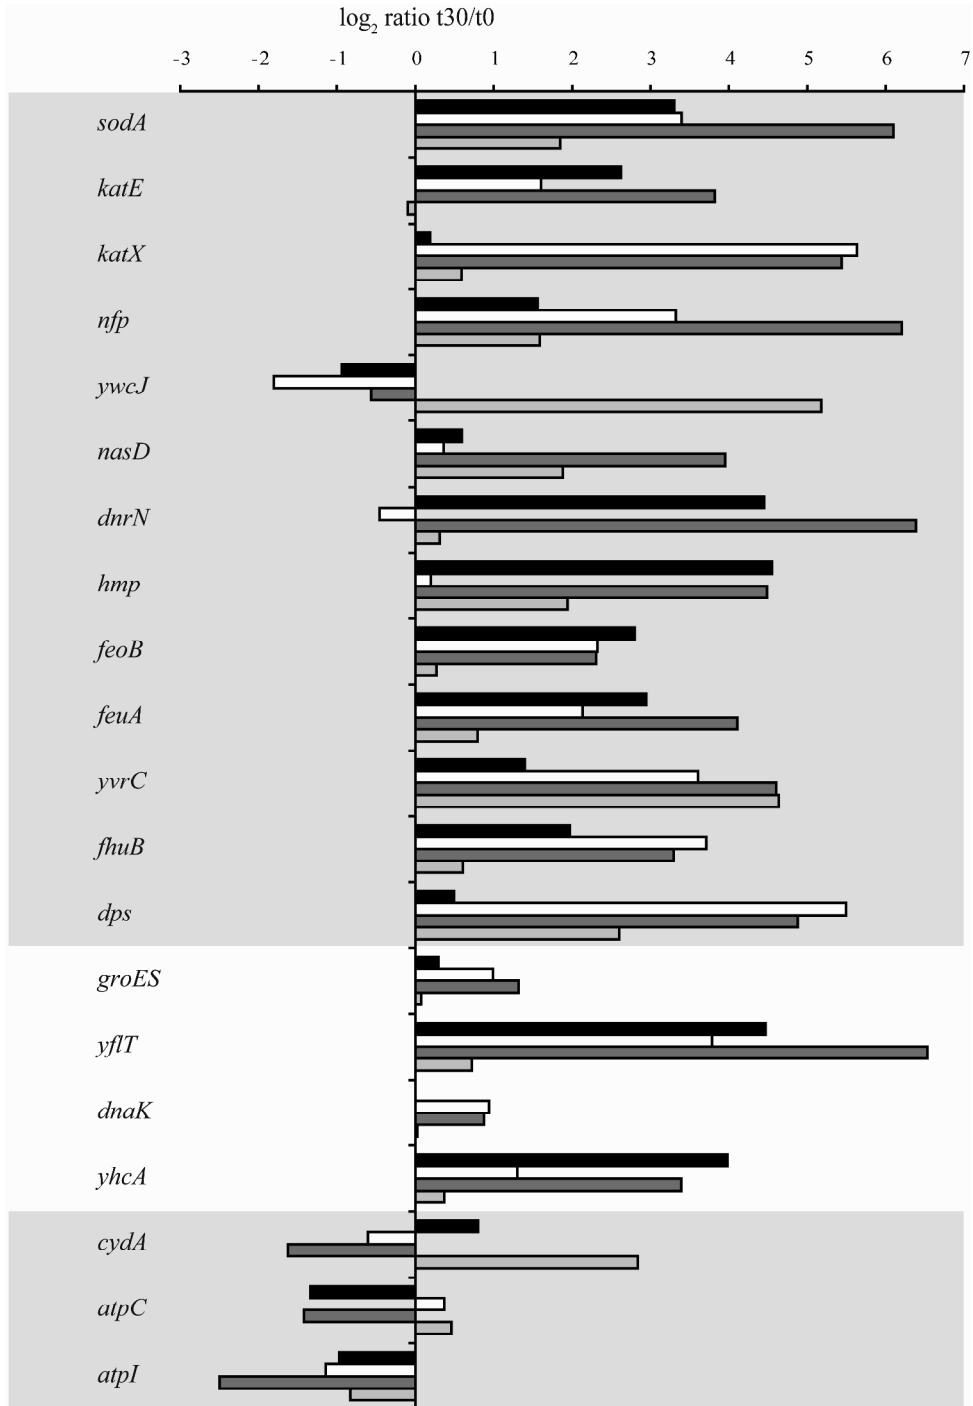 log2 ratio t30/t0
-3 -2 -1 0 1 2 3 4 5 6 7
sodA
katE
katX
nfp
ywcJ
nasD
dnrN
hmp
feoB
feuA
yvrC
fhuB
dps
groES
yflT
dnaK
yhcA
cydA
atpC
atpI